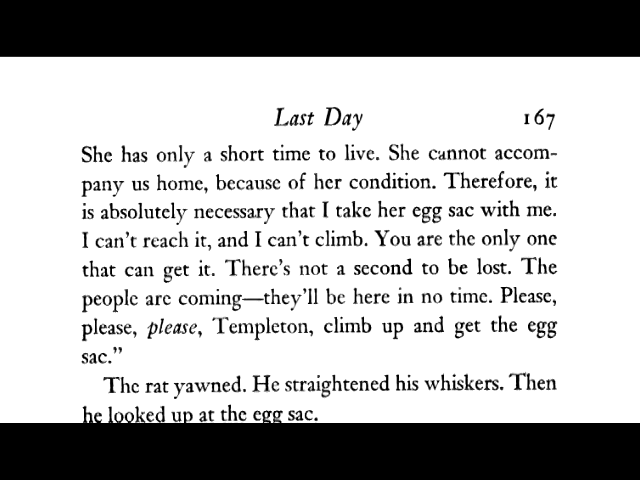 Last Day 167
She has only a short time to live. She cannot accom-
pany us home, because of her condition. Therefore, it
is absolutely necessary that I take her egg sac with me.
I can't reach it, and I can't climb. You are the only one
that can get it. There's not a second to be lost. The
people are coming—they'll be here in no time. Please,
please, please, Templeton, climb up and get the egg
sac."
The rat yawned. He straightened his whiskers. Then
he looked up at the egg sac.